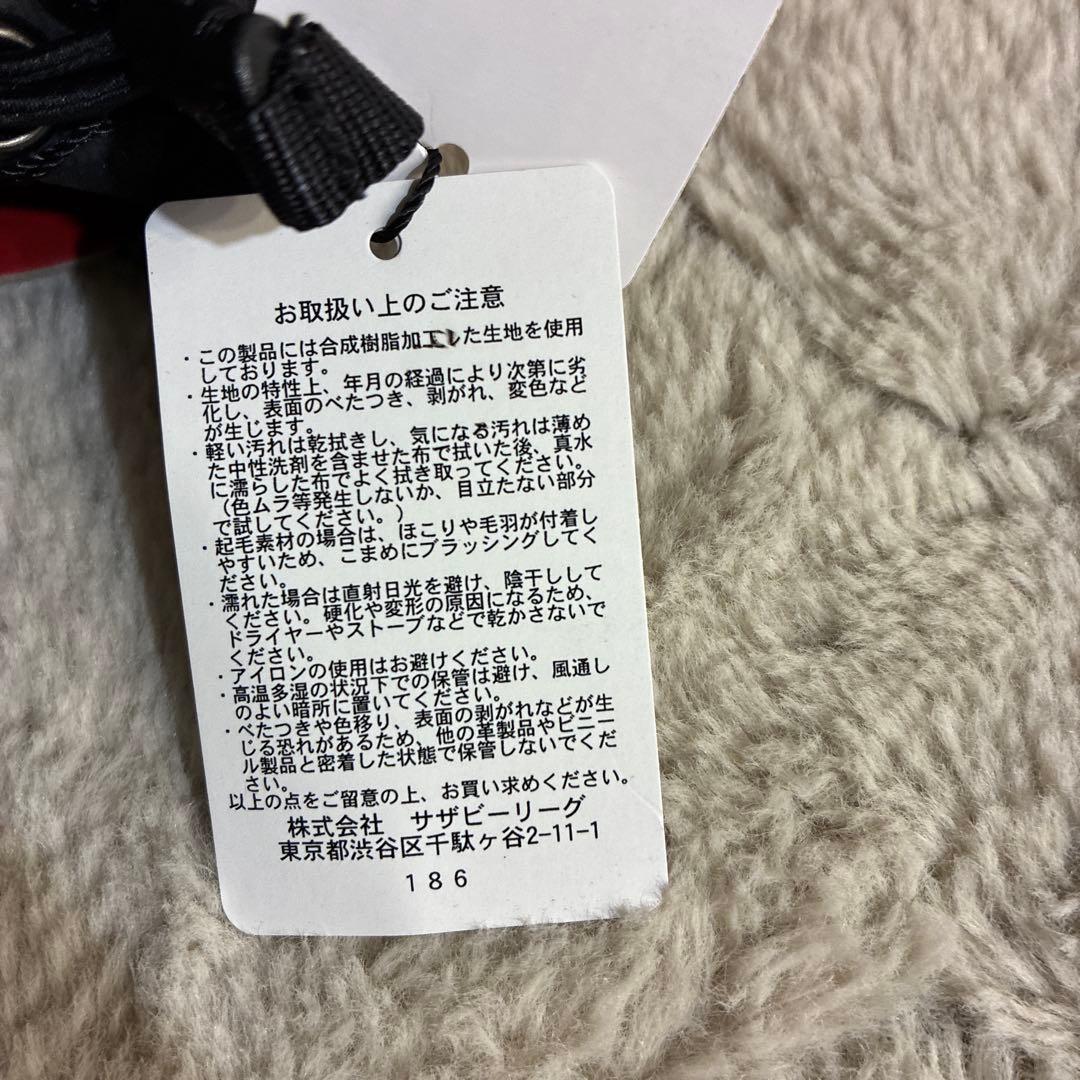 お取扱い上のご注意
・この製品には合成樹脂加工した生地を使用
しております。
・生地の特性上、年月の経過により次第に劣
化し、表面のべたつき、剥がれ、変色など
が生じます。
・軽い汚れは乾拭きし、気になる汚れは薄め
た中性洗剤を含ませた布で拭いた後、真水
に濡らした布でよく拭き取ってください。
（色ムラ等発生しないか、目立たない部分
で試してください。）
・起毛素材の場合は、ほこりや毛羽が付着し
やすいため、こまめにブラッシングしてく
ださい。
・濡れた場合は直射日光を避け、陰干しして
ください。硬化や変形の原因になるため、
ドライヤーやストーブなどで乾かさないで
ください。
・アイロンの使用はお避けください。
・高温多湿の状況下での保管は避け、風通し
のよい暗所に置いてください。
・べたつきや色移り、表面の剥がれなどが生
じる恐れがあるため、他の革製品やビニー
ル製品と密着した状態で保管しないでくだ
さい。
以上の点をご留意の上、お買い求めください。
株式会社　サザビーリーグ
東京都渋谷区千駄ヶ谷2-11-1
186